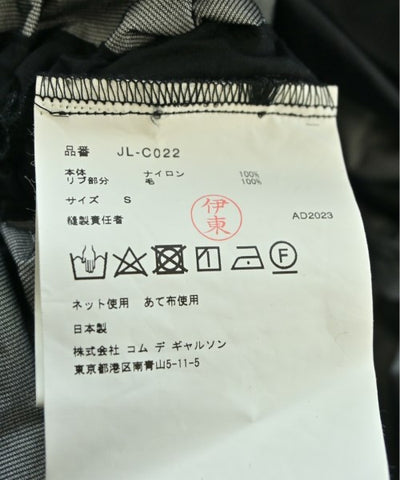 品番 JL-C022
本体 ナイロン 100%
リブ部分 毛 100%
サイズ S
縫製責任者 伊東 AD2023
F
ネット使用 あて布使用
日本製
株式会社 コム デ ギャルソン
東京都港区南青山5-11-5